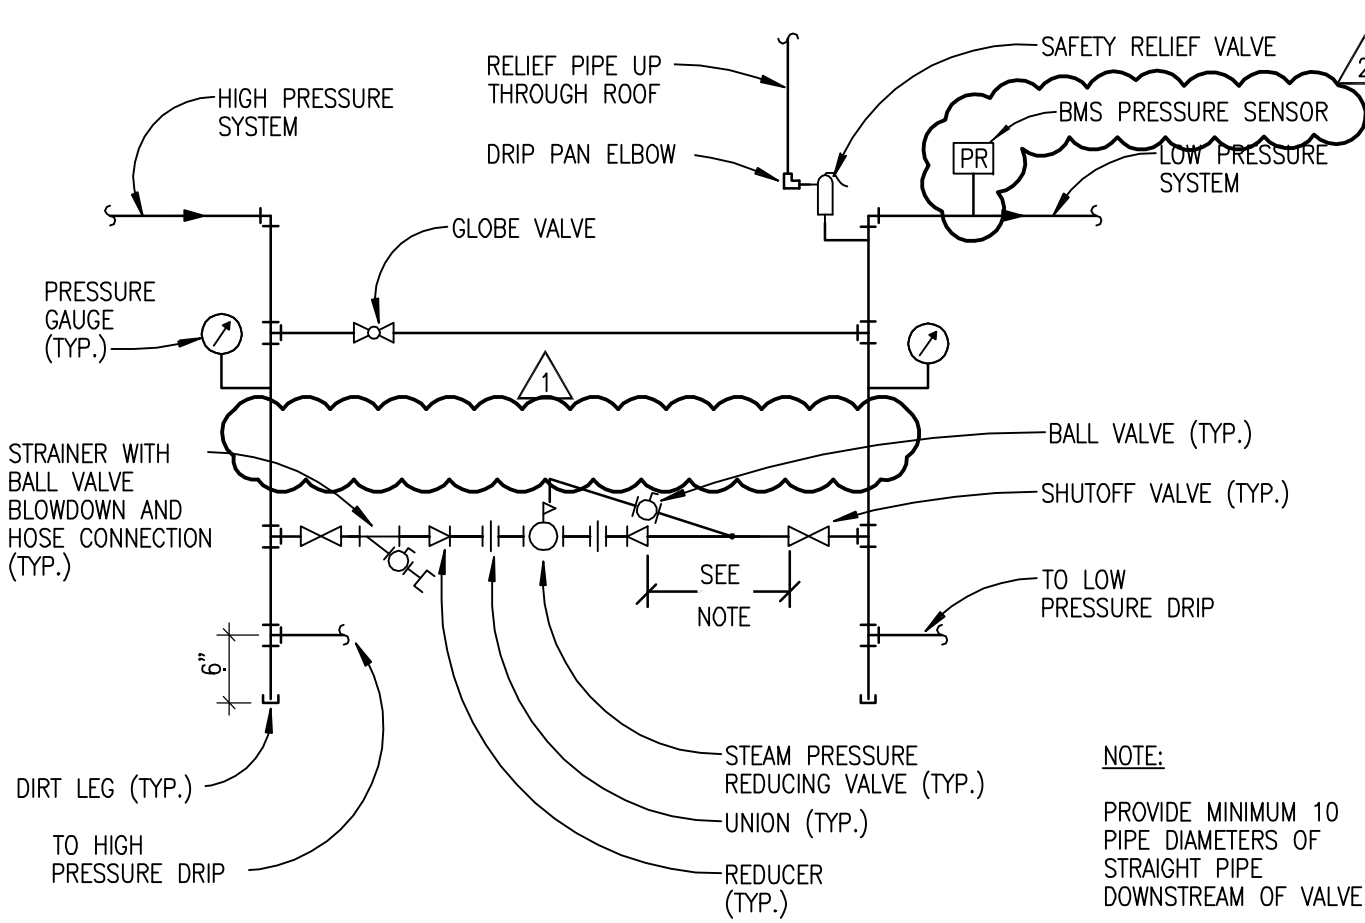 RELIEF PIPE UP
THROUGH ROOF
SAFETY RELIEF VALVE
2
HIGH PRESSURE
SYSTEM
BMS PRESSURE SENSOR
DRIP PAN ELBOW
PR
LOW PRESSURE
SYSTEM
GLOBE VALVE
PRESSURE
GAUGE
(TYP.)
1
STRAINER WITH
BALL VALVE
BLOWDOWN AND
HOSE CONNECTION
(TYP.)
BALL VALVE (TYP.)
SHUTOFF VALVE (TYP.)
SEE
NOTE
TO LOW
PRESSURE DRIP
6"
DIRT LEG (TYP.)
TO HIGH
PRESSURE DRIP
STEAM PRESSURE
REDUCING VALVE (TYP.)
UNION (TYP.)
REDUCER
(TYP.)
NOTE:
PROVIDE MINIMUM 10
PIPE DIAMETERS OF
STRAIGHT PIPE
DOWNSTREAM OF VALVE